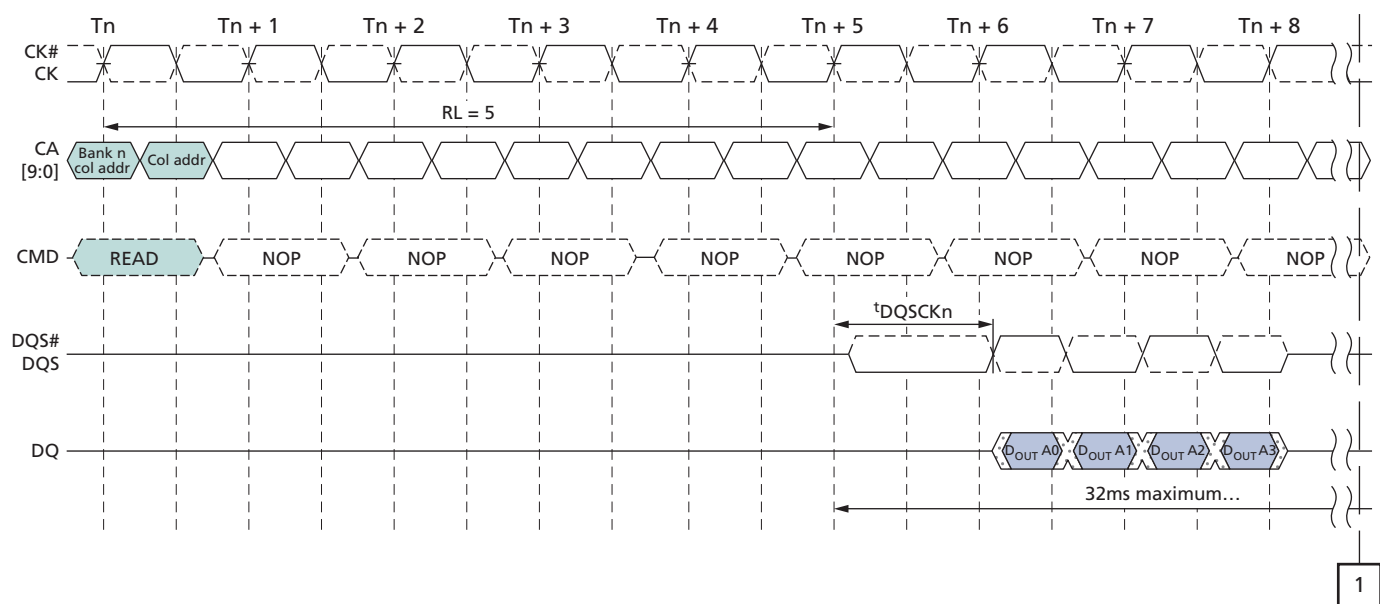 Tn Tn + 1 Tn + 2 Tn + 3 Tn + 4 Tn + 5 Tn + 6 Tn + 7 Tn + 8
CK#
CK
RL = 5
CA
[9:0]
Bank n
col addr
Col addr
CMD READ NOP NOP NOP NOP NOP NOP NOP NOP
tDQSCKn
DQS#
DQS
DQ DOUT A0 DOUT A1 DOUT A2 DOUT A3
32ms maximum…
1